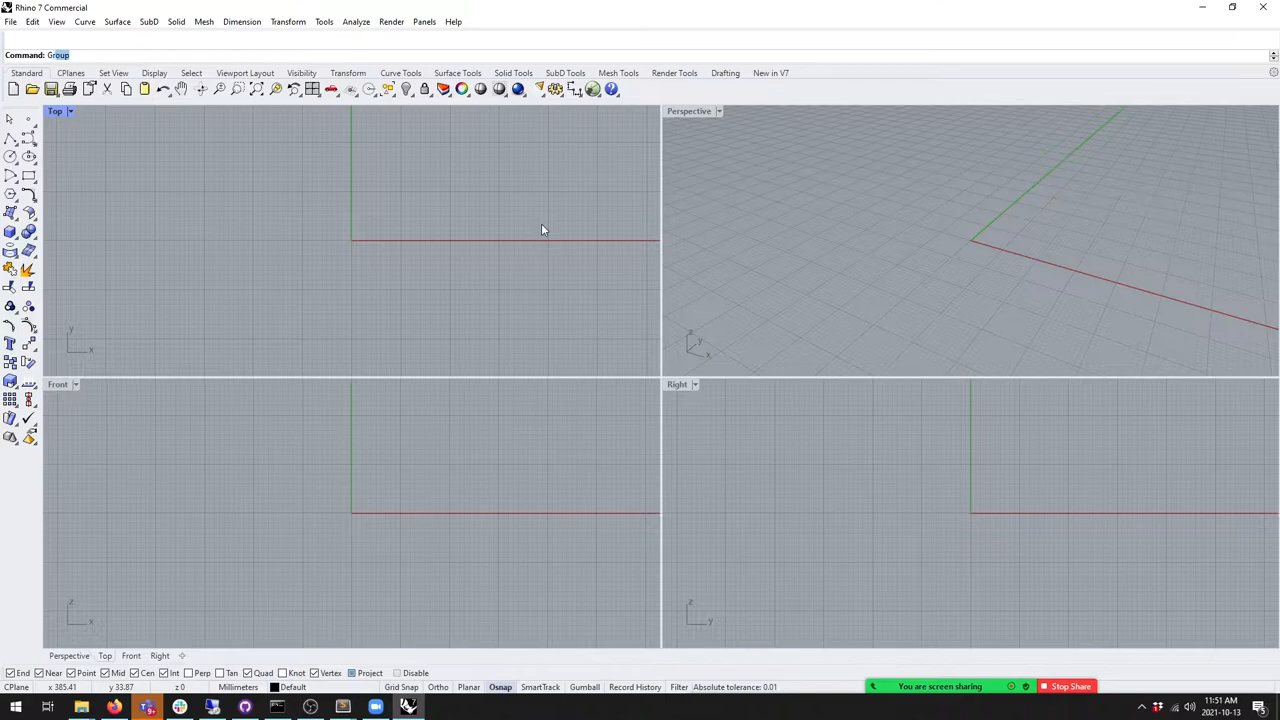 Rhino 7 Commercial
File Edit View Curve Surface SubD Solid Mesh Dimension Transform Tools Analyze Render Panels Help
Command: Group
Standard CPlanes Set View Display Select Viewport Layout Visibility Transform Curve Tools Surface Tools Solid Tools SubD Tools Mesh Tools Render Tools Drafting New in V7
Top
Perspective
y
x
z
y
x
Front
Right
z
x
z
y
Perspective Top Front Right
End Near Point Mid Cen Int Perp Tan Quad Knot Vertex Project Disable
CPlane x 385.41 y 33.87 z 0 Millimeters Default Grid Snap Ortho Planar Osnap SmartTrack Gumball Record History Filter Absolute tolerance: 0.01
You are screen sharing Stop Share
11:51 AM
2021-10-13